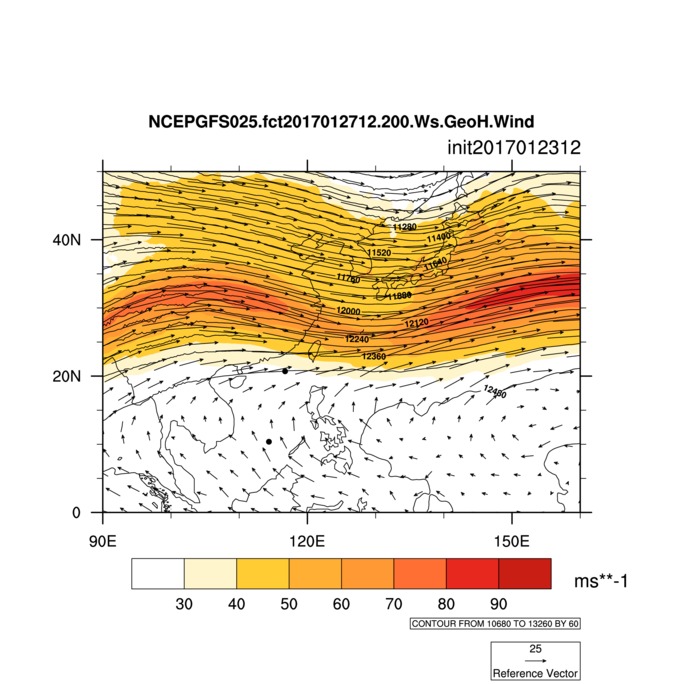 NCEPGFS025.fct2017012712.200.Ws.GeoH.Wind
init2017012312
11280
40N
11400
11520
11640
11760
11880
12000
12120
12240
12360
20N
12480
0
90E 120E 150E
30 40 50 60 70 80 90
ms**-1
CONTOUR FROM 10680 TO 13260 BY 60
25
Reference Vector